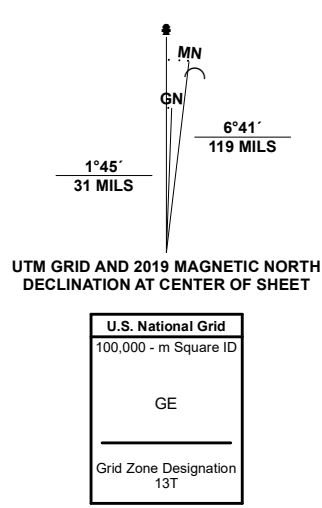 MN
GN
6°41´
119 MILS
1°45´
31 MILS
UTM GRID AND 2019 MAGNETIC NORTH
DECLINATION AT CENTER OF SHEET
U.S. National Grid
100,000 - m Square ID
GE
Grid Zone Designation
13T